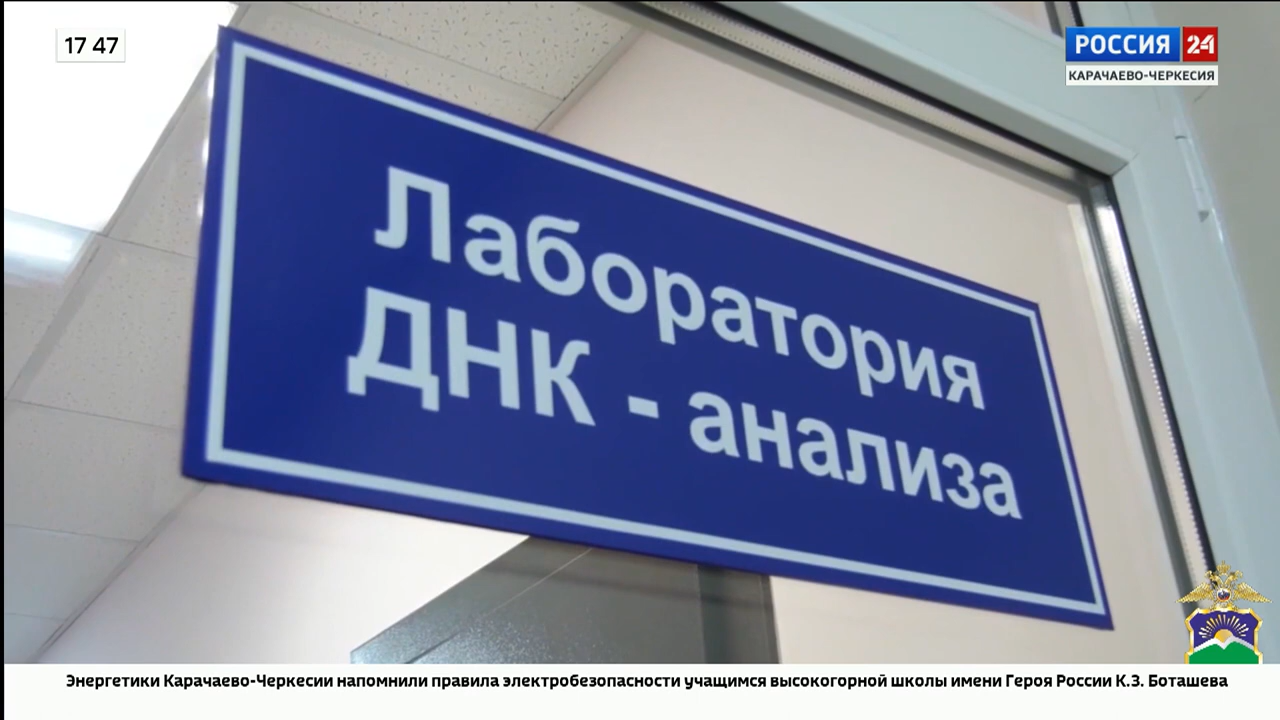 17 47
РОССИЯ 24
КАРАЧАЕВО-ЧЕРКЕСИЯ
Лаборатория
ДНК - анализа
Энергетики Карачаево-Черкесии напомнили правила электробезопасности учащимся высокогорной школы имени Героя России К.З. Боташева